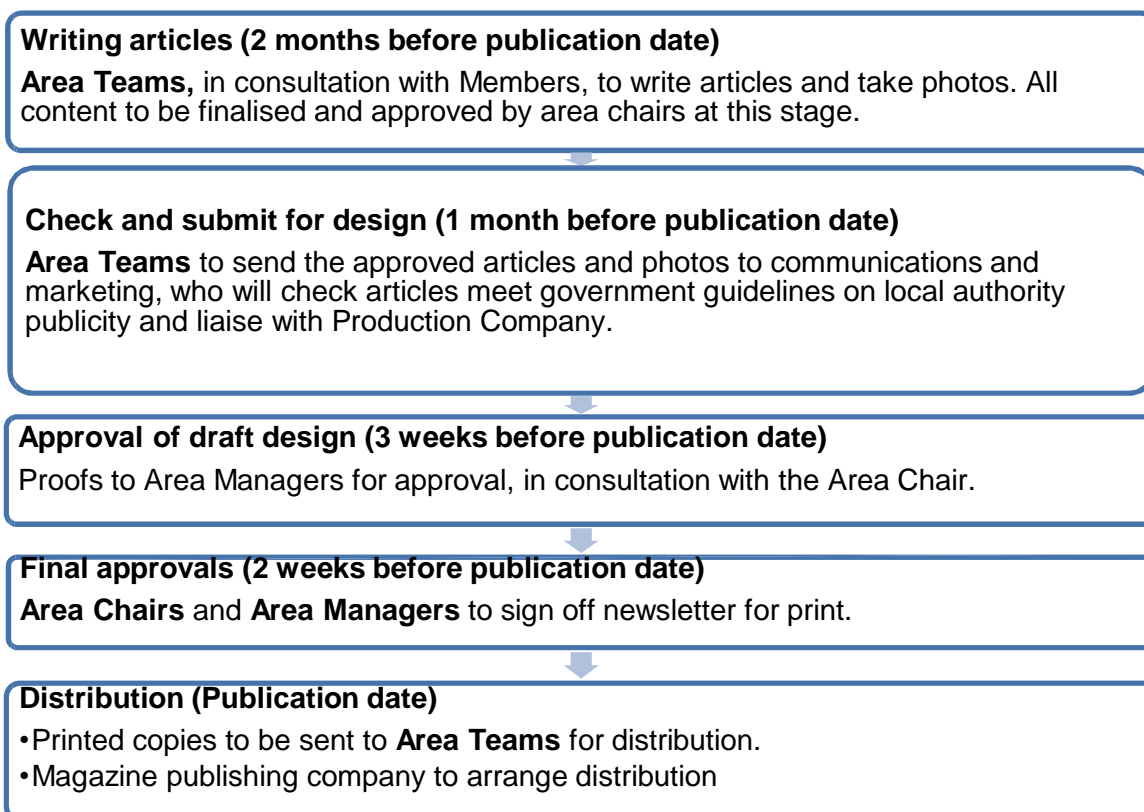 Writing articles (2 months before publication date)
Area Teams, in consultation with Members, to write articles and take photos. All
content to be finalised and approved by area chairs at this stage.
Check and submit for design (1 month before publication date)
Area Teams to send the approved articles and photos to communications and
marketing, who will check articles meet government guidelines on local authority
publicity and liaise with Production Company.
Approval of draft design (3 weeks before publication date)
Proofs to Area Managers for approval, in consultation with the Area Chair.
Final approvals (2 weeks before publication date)
Area Chairs and Area Managers to sign off newsletter for print.
Distribution (Publication date)
•Printed copies to be sent to Area Teams for distribution.
•Magazine publishing company to arrange distribution